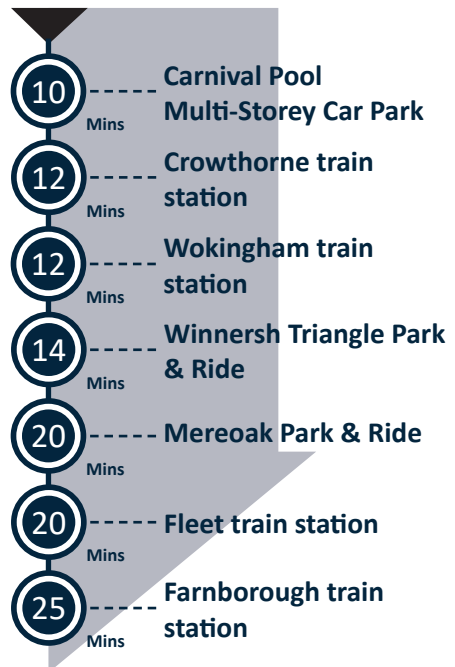 10
Mins
Carnival Pool
Multi-Storey Car Park
12
Mins
Crowthorne train
station
12
Mins
Wokingham train
station
14
Mins
Winnersh Triangle Park
& Ride
20
Mins
Mereoak Park & Ride
20
Mins
Fleet train station
25
Mins
Farnborough train
station